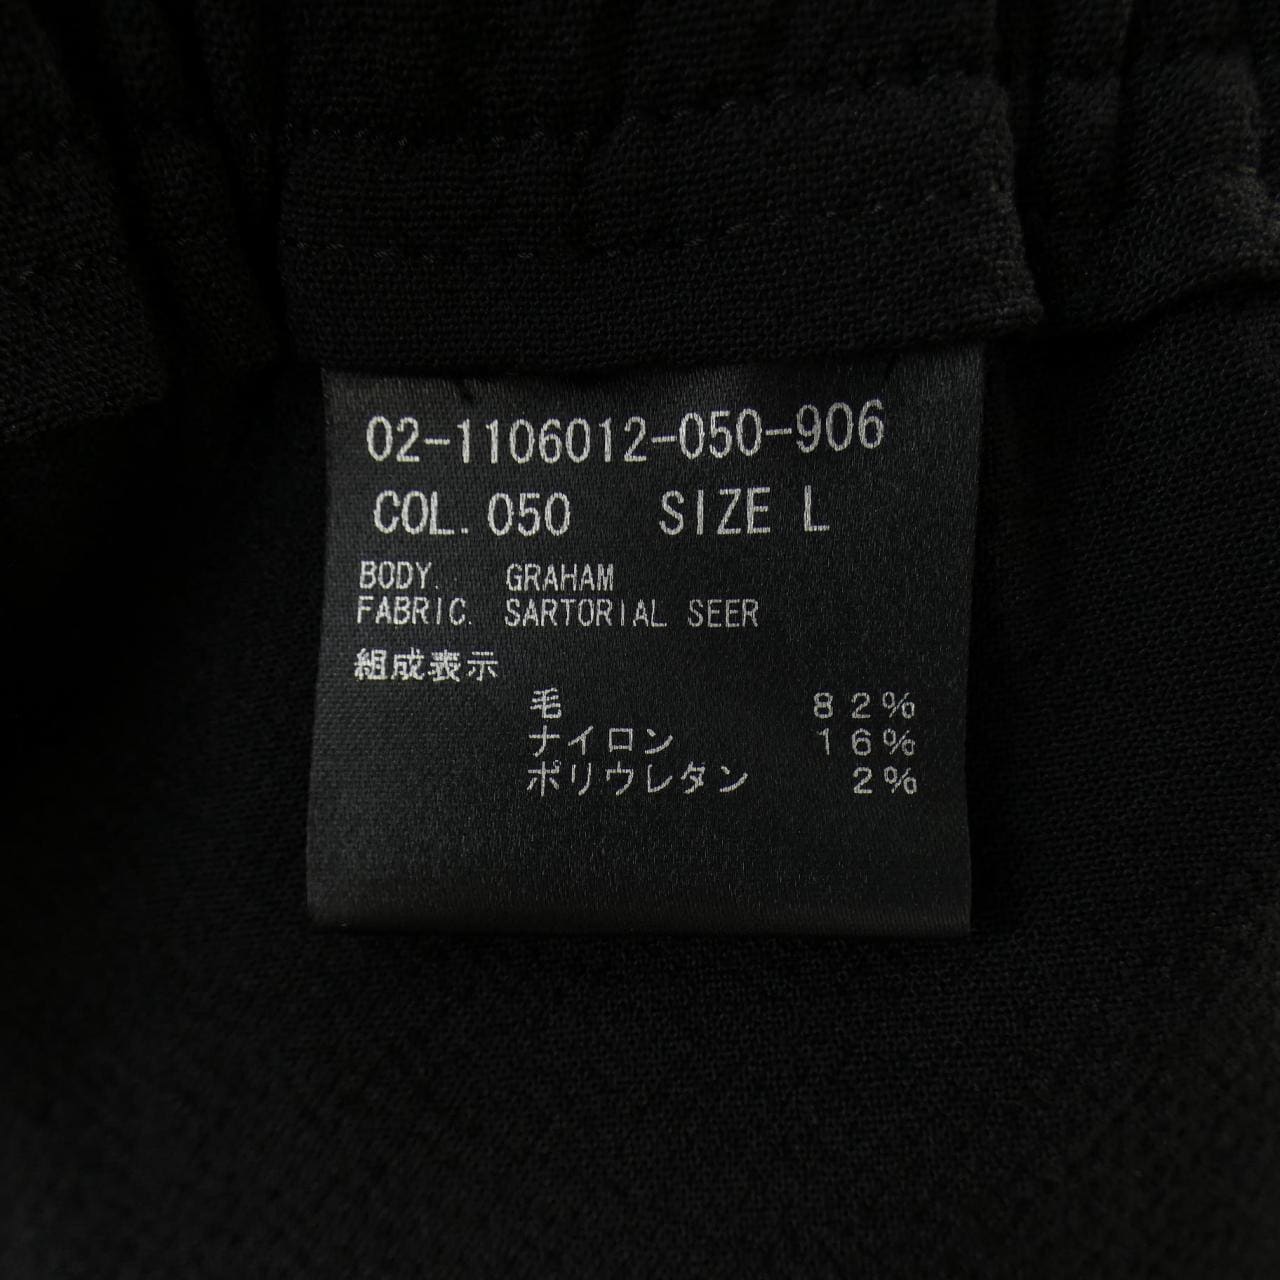 02-1106012-050-906
COL. 050 SIZE L
BODY. GRAHAM
FABRIC. SARTORIAL SEER
組成表示
毛 82%
ナイロン 16%
ポリウレタン 2%